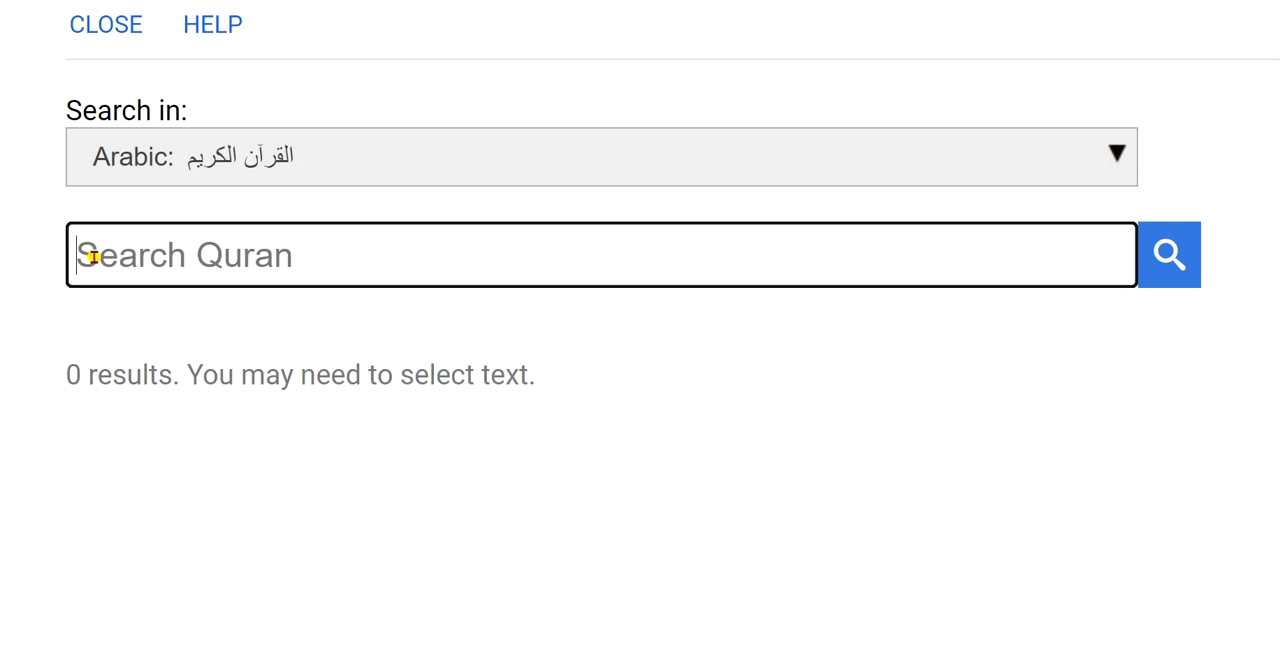 CLOSE HELP
Search in:
Arabic: القرآن الكريم
Search Quran
0 results. You may need to select text.